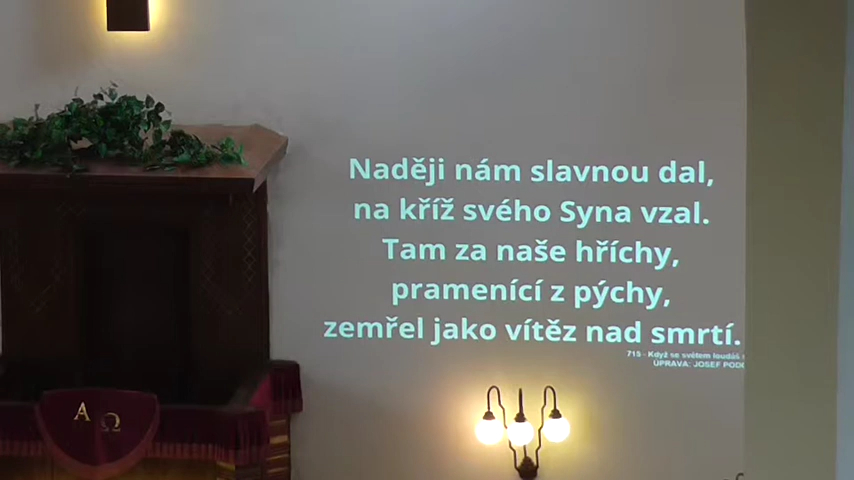 Naději nám slavnou dal,
na kříž svého Syna vzal.
Tam za naše hříchy,
pramenící z pýchy,
zemřel jako vítěz nad smrtí.
715 - Když se světem loudáš
ÚPRAVA: JOSEF
Α Ω